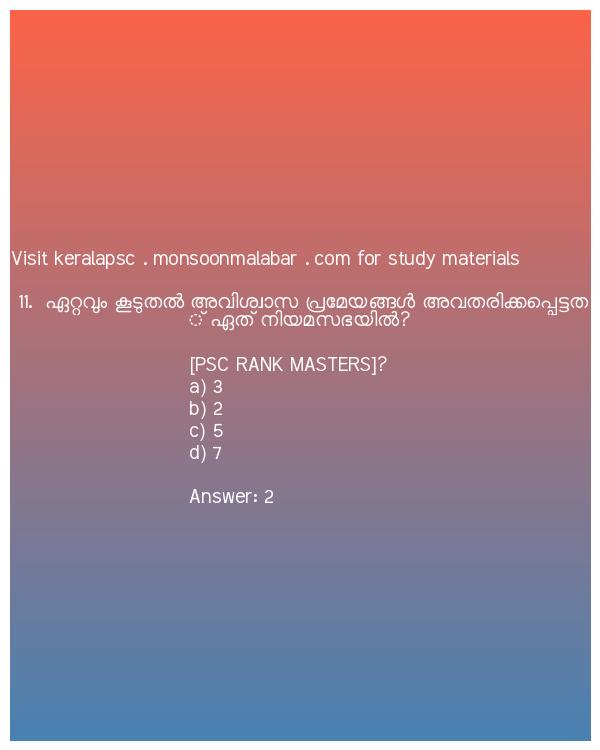 Visit keralapsc . monsoonmalabar . com for study materials
11. ഏറ്റവും കൂടുതൽ അവിശ്വാസ പ്രമേയങ്ങൾ അവതരിക്കപ്പെട്ടത
് ഏത് നിയമസഭയിൽ?
[PSC RANK MASTERS]?
a) 3
b) 2
c) 5
d) 7
Answer: 2